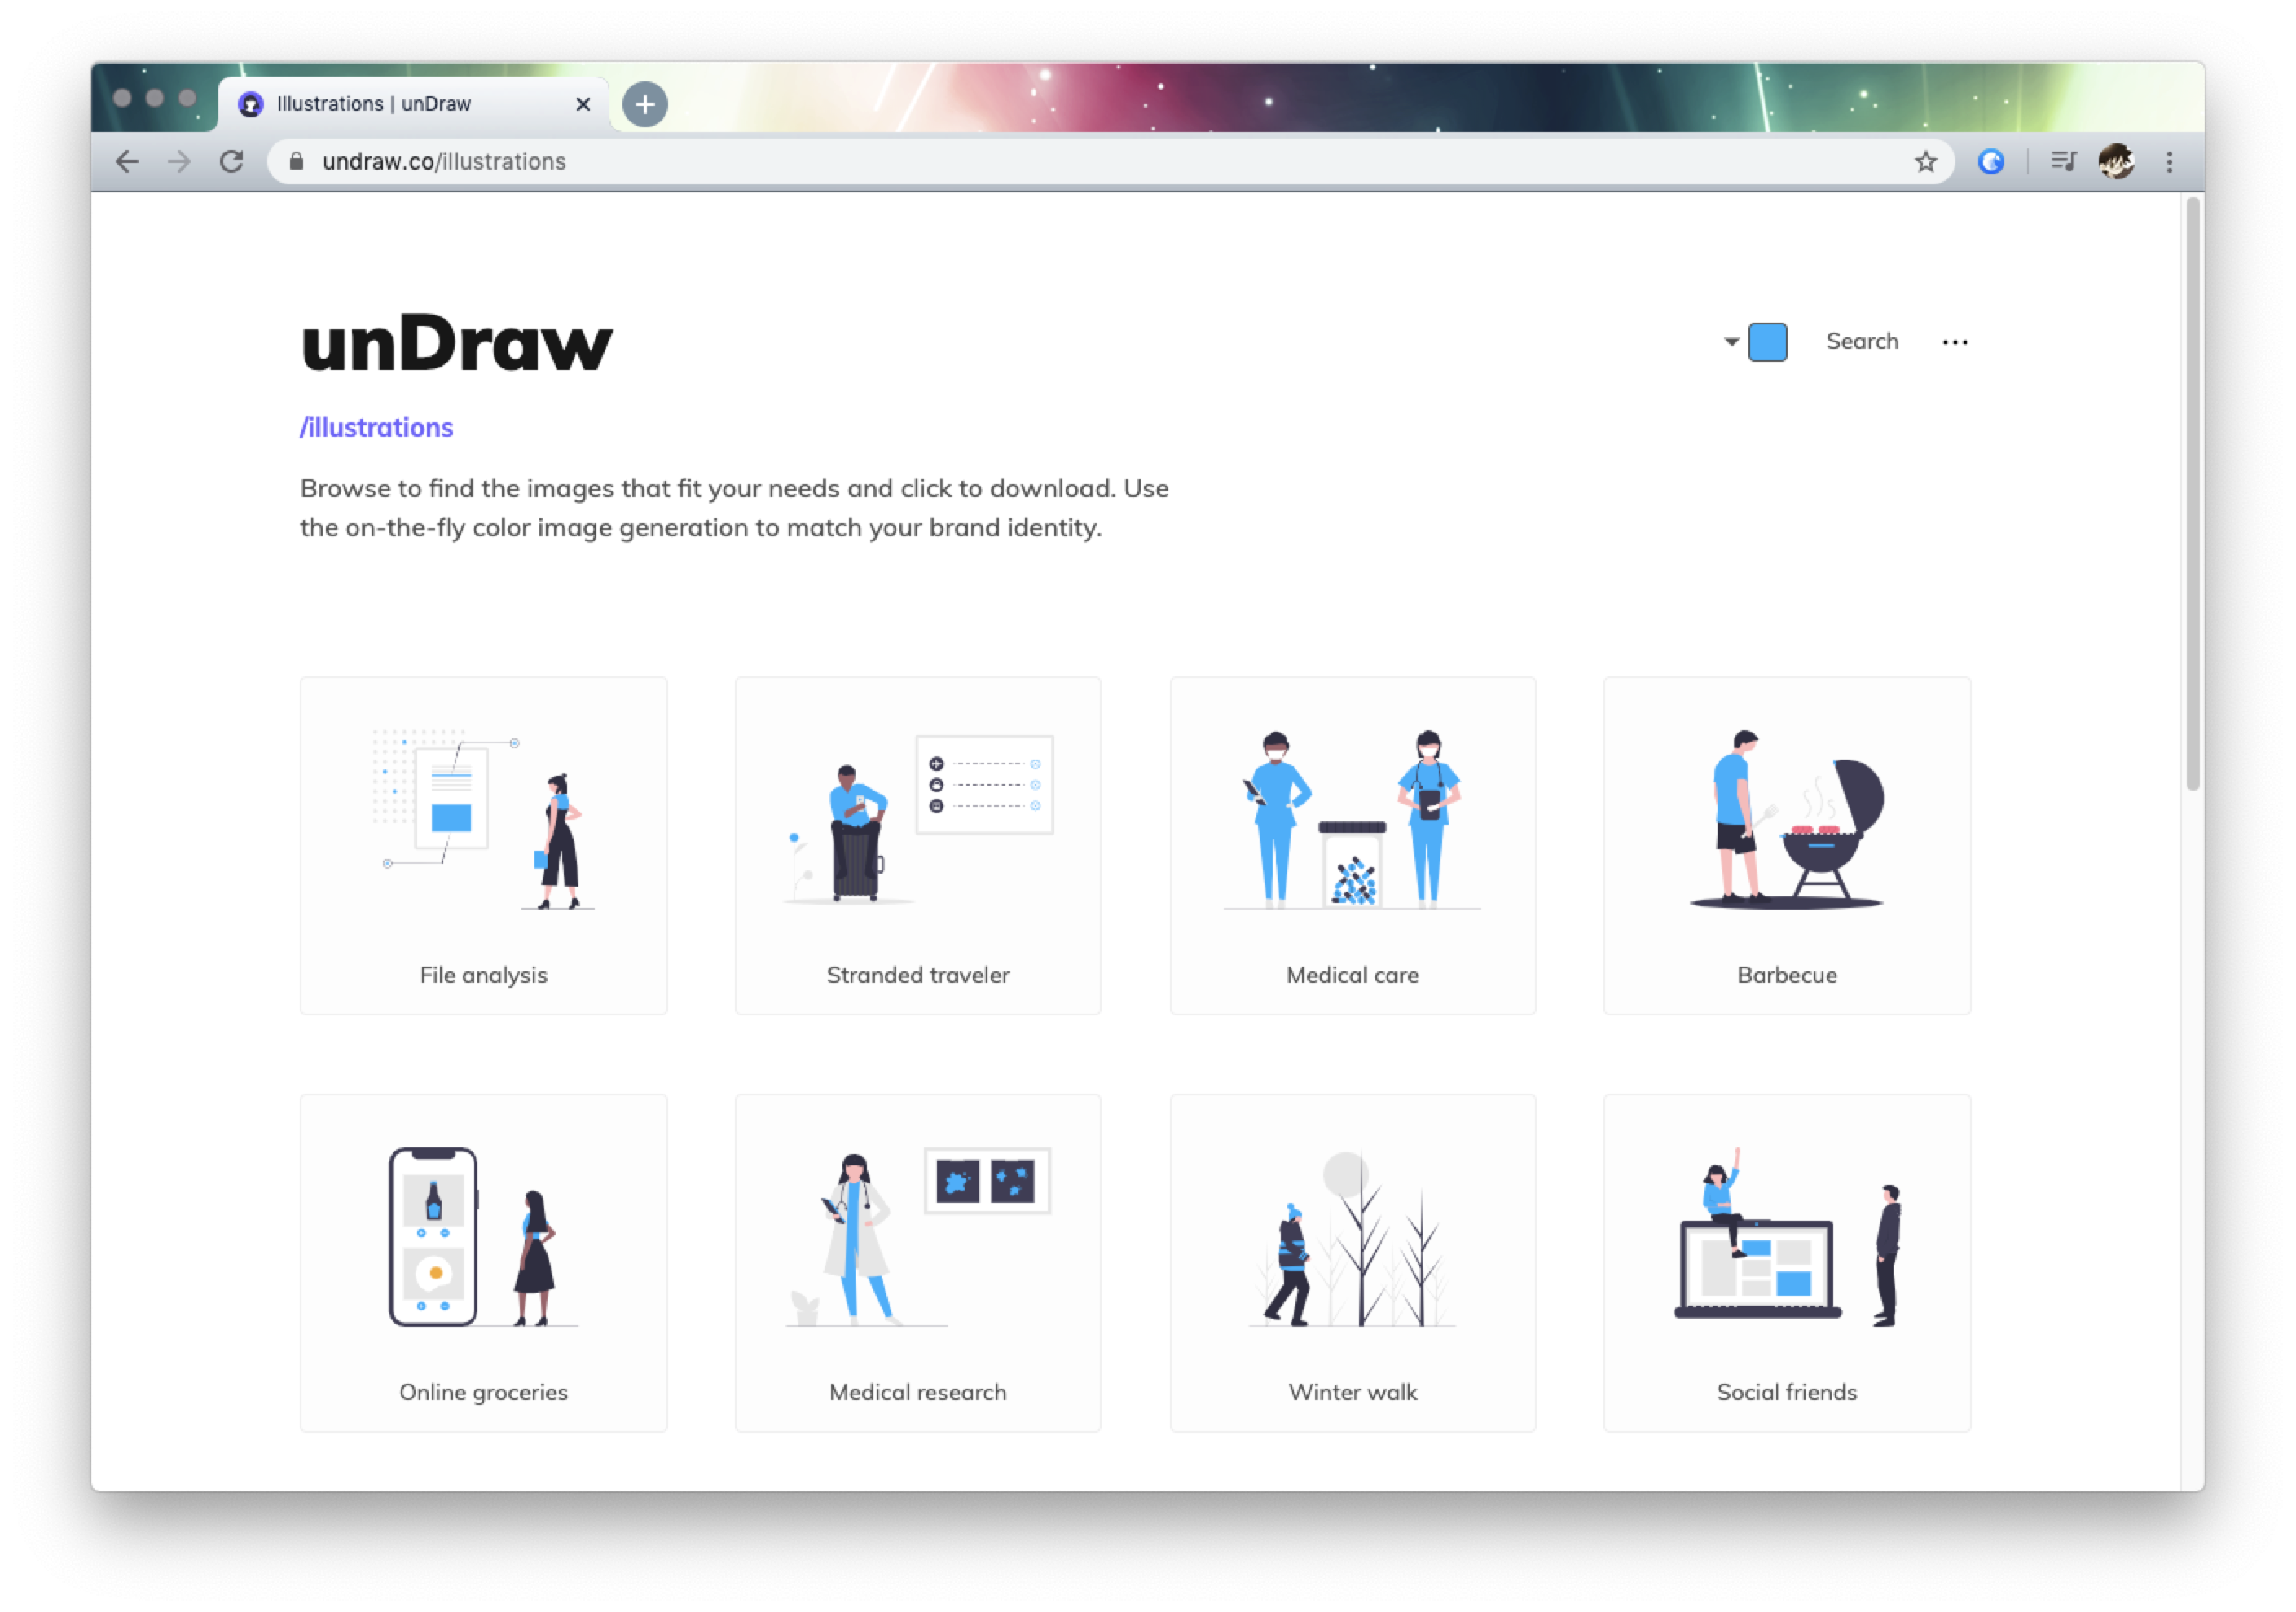 Illustrations | unDraw
undraw.co/illustrations
unDraw
Search
/illustrations
Browse to find the images that fit your needs and click to download. Use
the on-the-fly color image generation to match your brand identity.
File analysis
Stranded traveler
Medical care
Barbecue
Online groceries
Medical research
Winter walk
Social friends